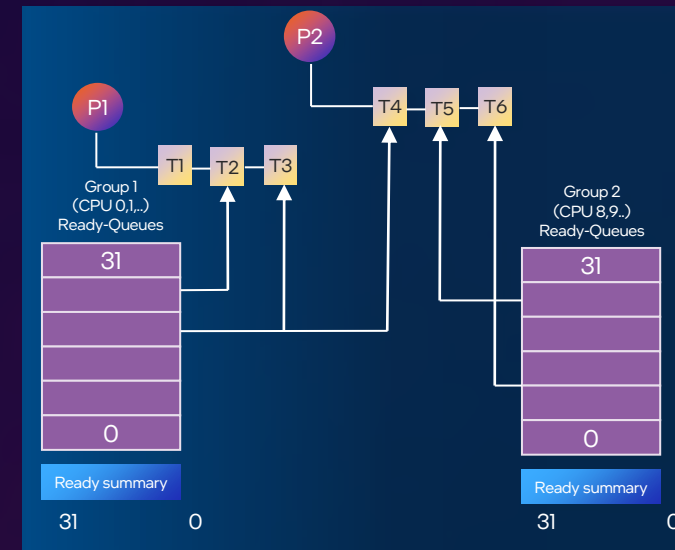 P2
P1
T4
T5
T6
T1
T2
T3
Group 1
(CPU 0,1,..)
Ready-Queues
31
0
Ready summary
31
0
Group 2
(CPU 8,9..)
Ready-Queues
31
0
Ready summary
31
0